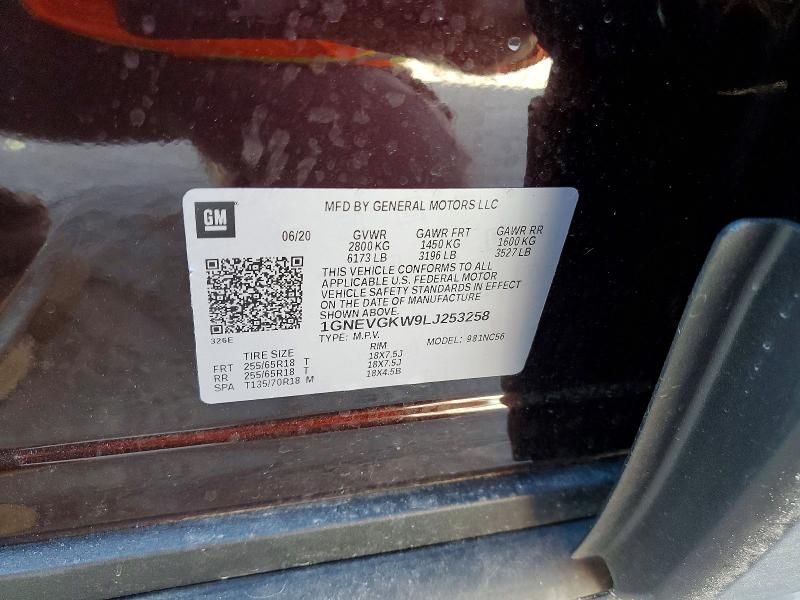 MFD BY GENERAL MOTORS LLC
GM
06/20 GVWR GAWR FRT GAWR RR
2800 KG 1450 KG 1600 KG
6173 LB 3196 LB 3527 LB
THIS VEHICLE CONFORMS TO ALL
APPLICABLE U.S. FEDERAL MOTOR
VEHICLE SAFETY STANDARDS IN EFFECT
ON THE DATE OF MANUFACTURE
SHOWN ABOVE.
1GNEVGKW9LJ253258
326E
TYPE: M.P.V. MODEL: 981NC56
TIRE SIZE RIM
FRT 255/65R18 T 18X7.5J
RR 255/65R18 T 18X7.5J
SPA T135/70R18 M 18X4.5B